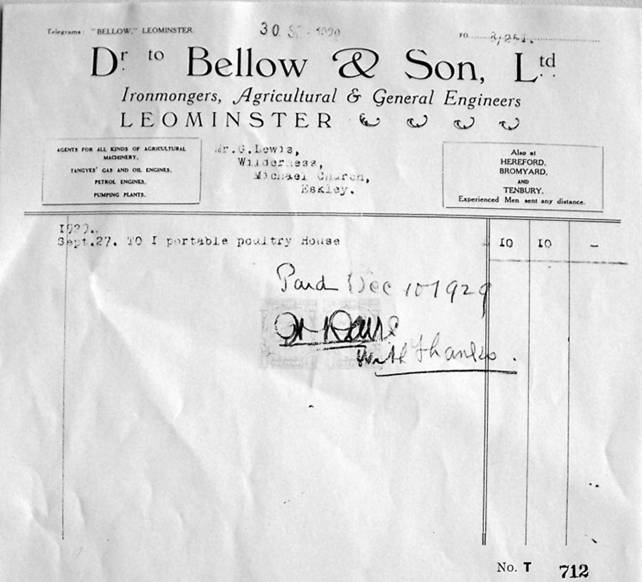 Telegrams: "BELLOW," LEOMINSTER.
30 SE 1929
FO 3/251.
Dr to Bellow & Son, Ltd
Ironmongers, Agricultural & General Engineers
LEOMINSTER
AGENTS FOR ALL KINDS OF AGRICULTURAL
MACHINERY.
TANGYES' GAS AND OIL ENGINES.
PETROL ENGINES.
PUMPING PLANTS.
Mr.G.Lewis,
Wilderness,
Michael Church,
Eskley.
Also at
HEREFORD,
BROMYARD,
AND
TENBURY.
Experienced Men sent any distance.
1929.
Sept.27. TO I portable poultry House 10 10 -
Paid Dec 10 1929
With Thanks.
No. T 712